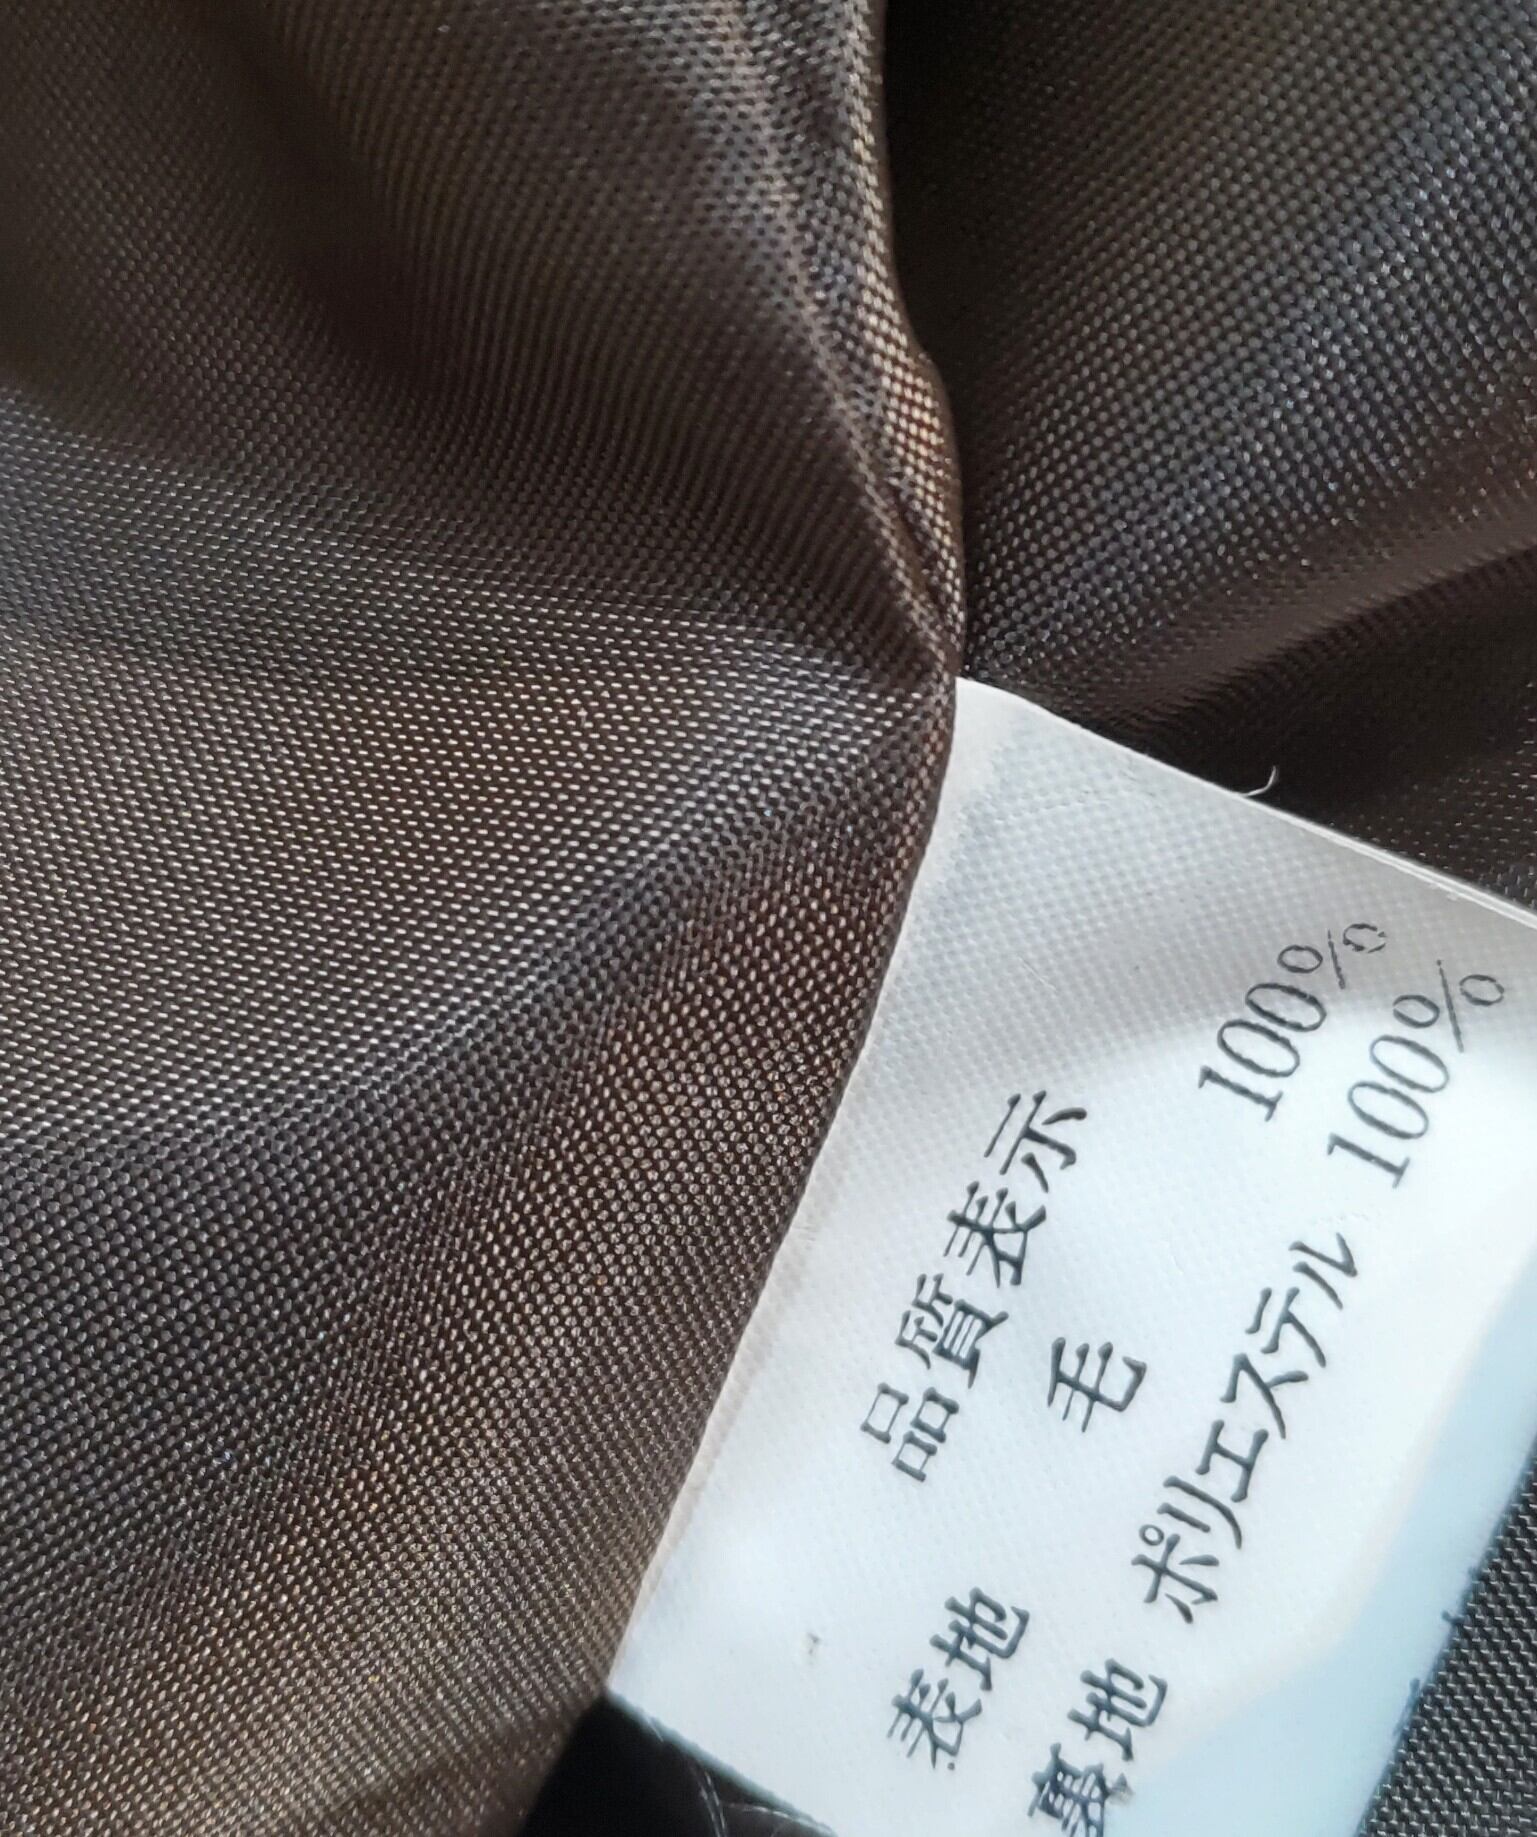 品質表示
表地 毛 100%
裏地 ポリエステル 100%